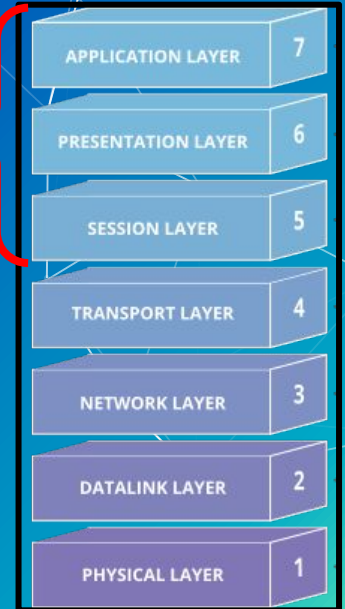 APPLICATION LAYER 7
PRESENTATION LAYER 6
SESSION LAYER 5
TRANSPORT LAYER 4
NETWORK LAYER 3
DATALINK LAYER 2
PHYSICAL LAYER 1